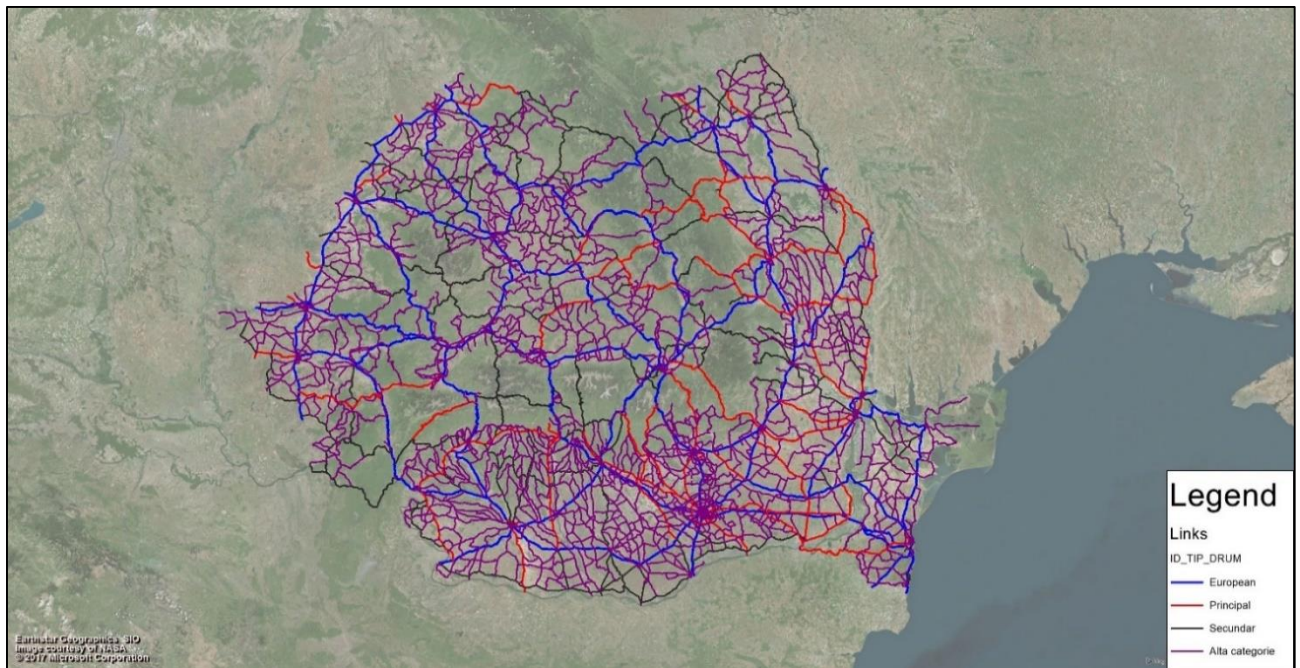 Legend
Links
ID_TIP_DRUM
European
Principal
Secundar
Alta categorie
Earthstar Geographics SIO
Image courtesy of NASA
© 2017 Microsoft Corporation